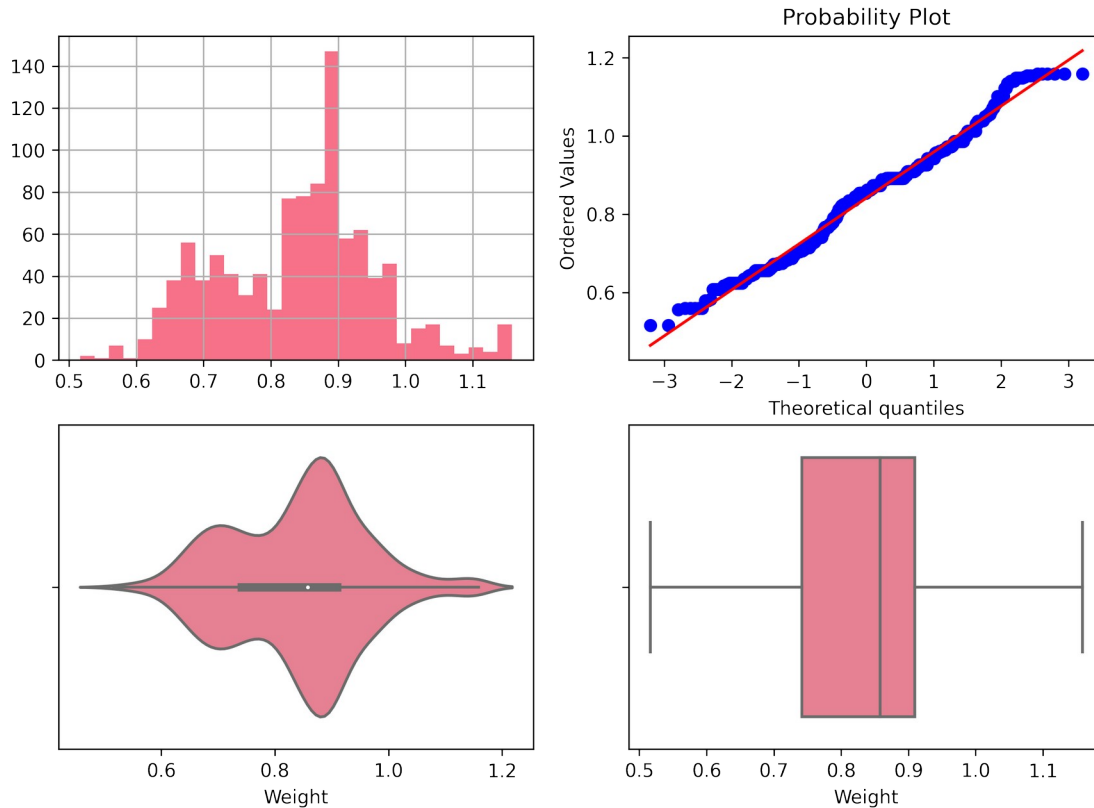 140
120
100
80
60
40
20
0
0.5 0.6 0.7 0.8 0.9 1.0 1.1
Probability Plot
Ordered Values
1.2
1.0
0.8
0.6
−3 −2 −1 0 1 2 3
Theoretical quantiles
0.6 0.8 1.0 1.2
Weight
0.5 0.6 0.7 0.8 0.9 1.0 1.1
Weight